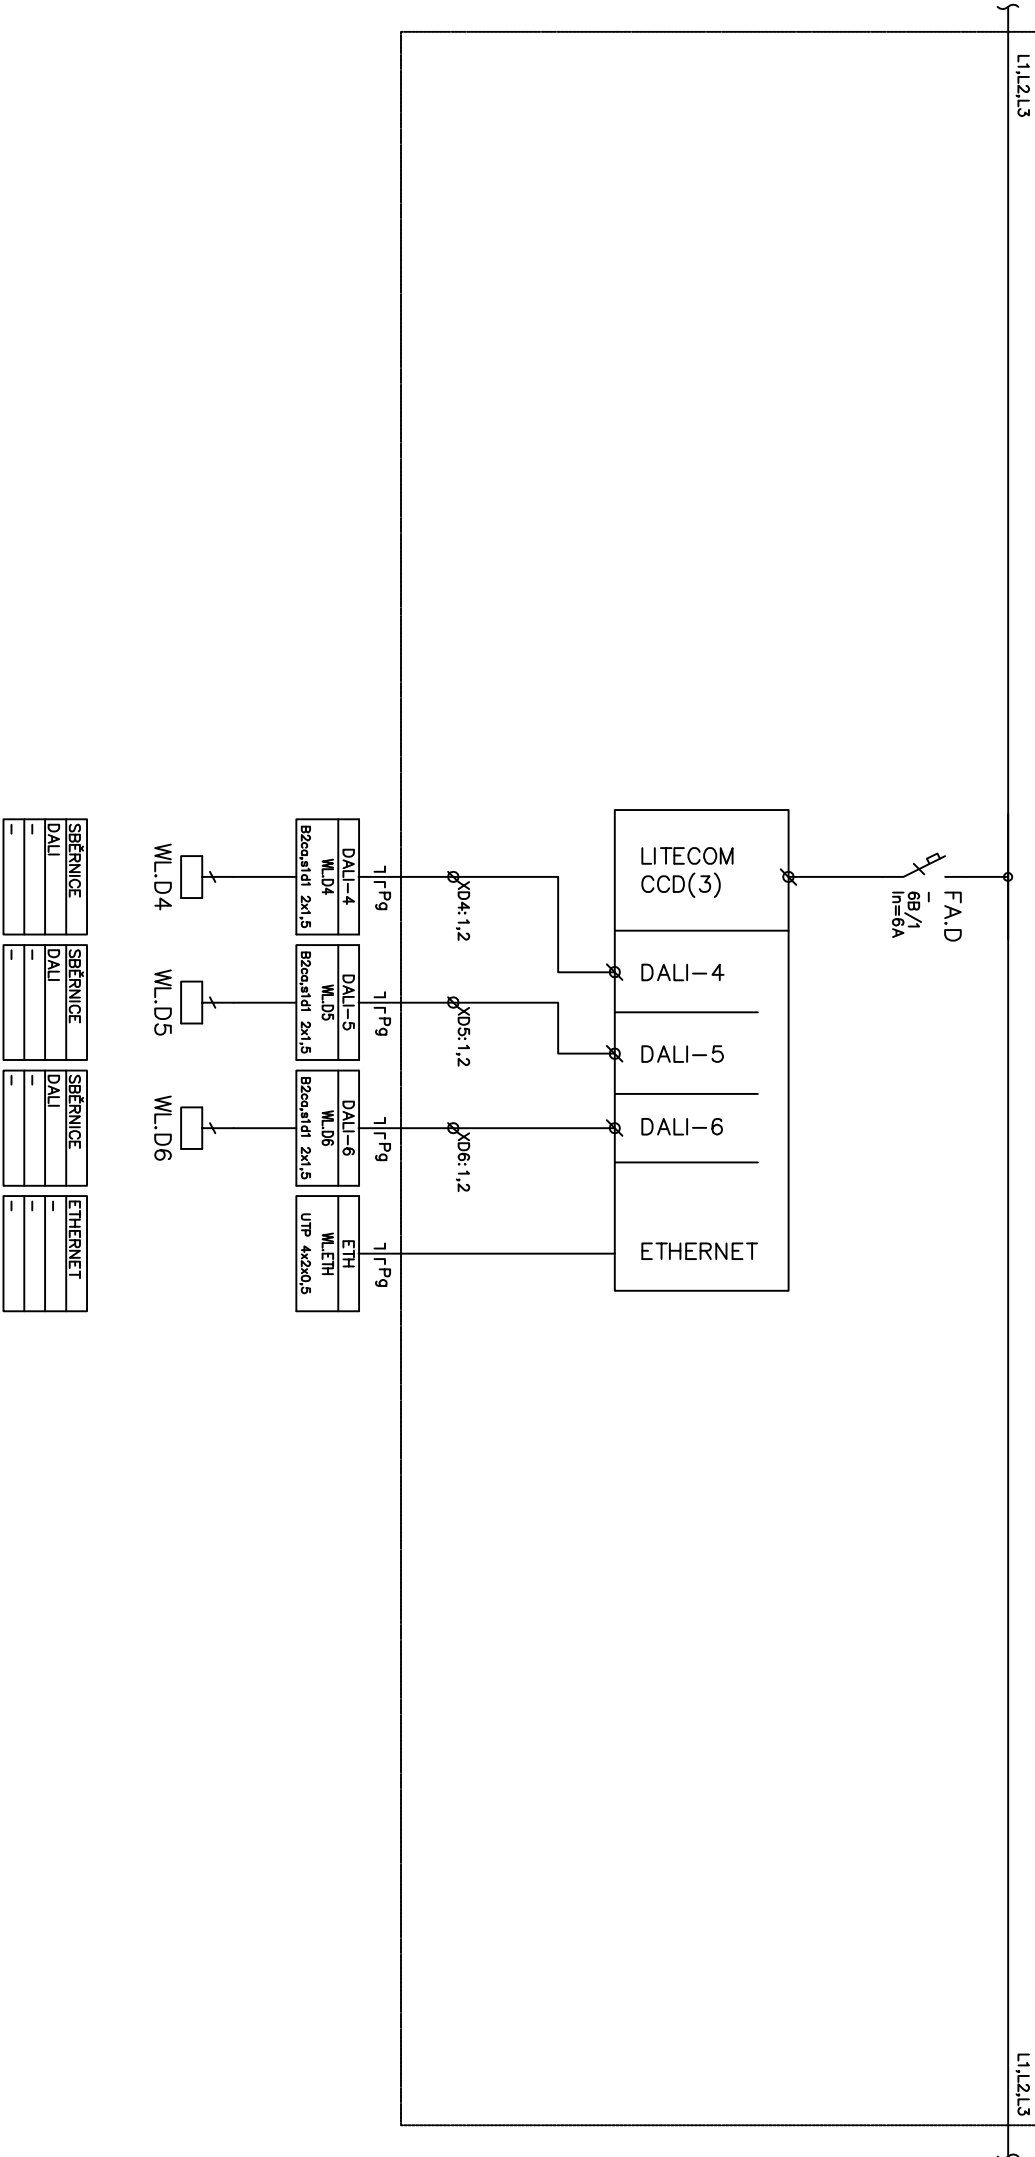 L1,L2,L3
L1,L2,L3
FA.D
-
6B/1
In=6A
LITECOM
CCD(3)
DALI-4
DALI-5
DALI-6
ETHERNET
XD4:1,2
XD5:1,2
XD6:1,2
Pg
Pg
Pg
Pg
DALI-4
WL.D4
B2ca,s1d1 2x1,5
DALI-5
WL.D5
B2ca,s1d1 2x1,5
DALI-6
WL.D6
B2ca,s1d1 2x1,5
ETH
WL.ETH
UTP 4x2x0,5
WL.D4
WL.D5
WL.D6
SBĚRNICE
DALI
-
-
SBĚRNICE
DALI
-
-
SBĚRNICE
DALI
-
-
ETHERNET
-
-
-